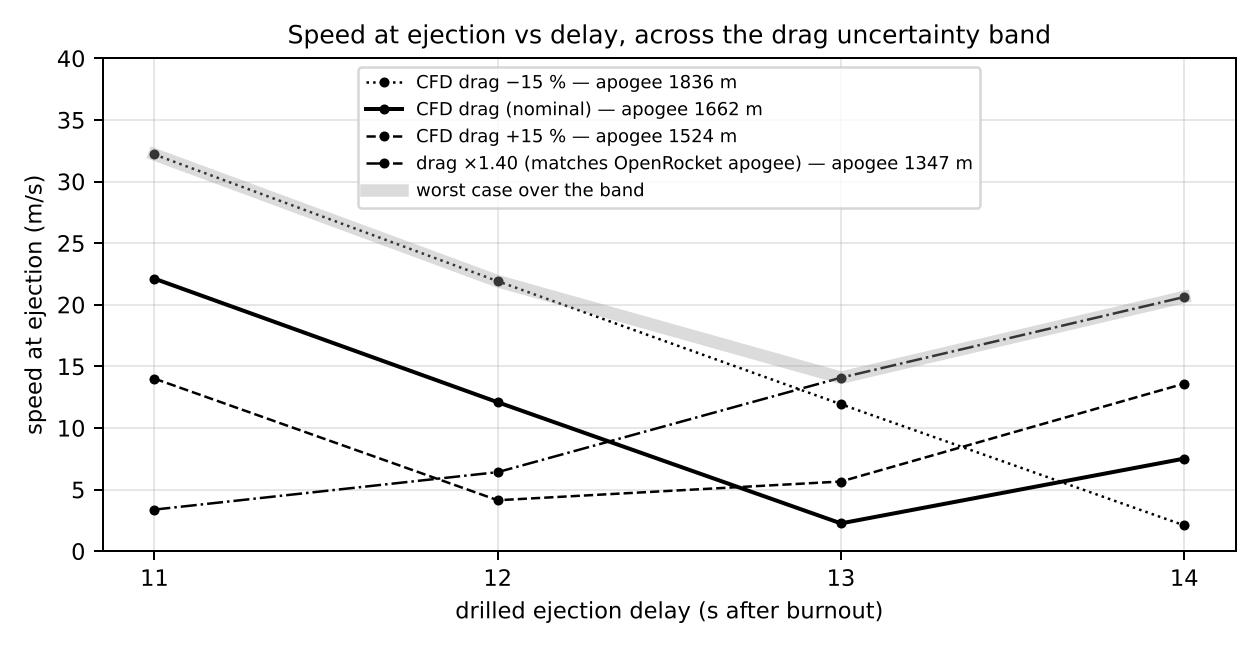 Speed at ejection vs delay, across the drag uncertainty band
CFD drag −15 % — apogee 1836 m
CFD drag (nominal) — apogee 1662 m
CFD drag +15 % — apogee 1524 m
drag ×1.40 (matches OpenRocket apogee) — apogee 1347 m
worst case over the band
speed at ejection (m/s)
40
35
30
25
20
15
10
5
0
11 12 13 14
drilled ejection delay (s after burnout)